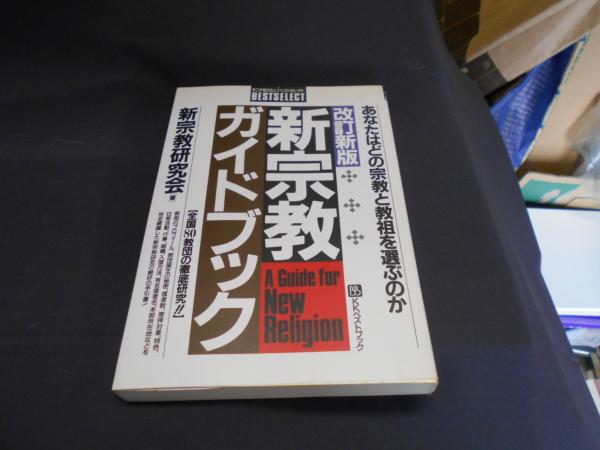 BESTSELECT
あなたはどの宗教と教祖を選ぶのか
改訂新版
新宗教
ガイドブック
A Guide for
New
Religion
BB
KKベストブック
新宗教研究会
【全国80教団の徹底研究!!】